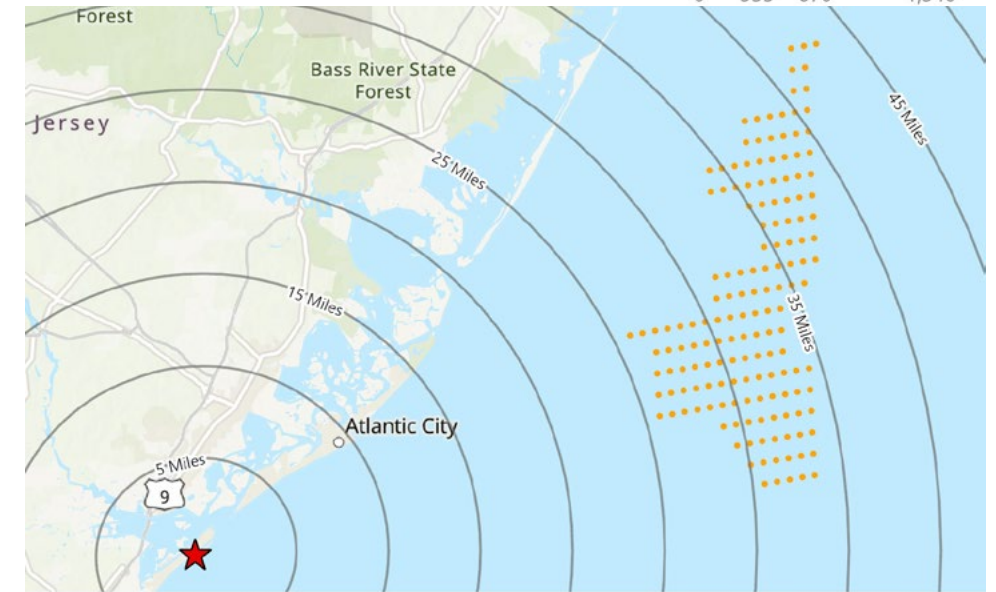 Forest
Bass River State
Forest
Jersey
45 Miles
25 Miles
15 Miles
35 Miles
Atlantic City
5 Miles
9